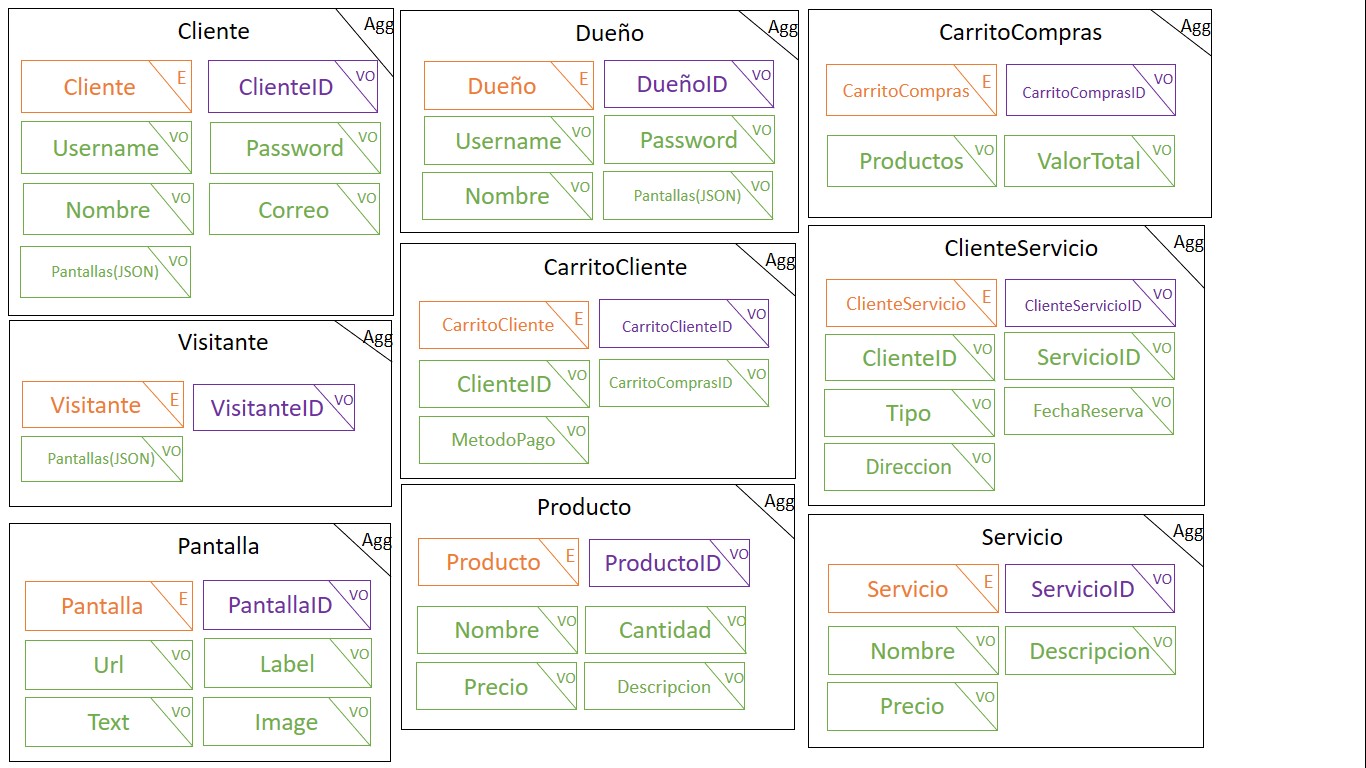 Cliente
Agg
Cliente
E
ClienteID
VO
Username
VO
Password
VO
Nombre
VO
Correo
VO
Pantallas(JSON)
VO
Visitante
Agg
Visitante
E
VisitanteID
VO
Pantallas(JSON)
VO
Pantalla
Agg
Pantalla
E
PantallaID
VO
Url
VO
Label
VO
Text
VO
Image
VO
Dueño
Agg
Dueño
E
DueñoID
VO
Username
VO
Password
VO
Nombre
VO
Pantallas(JSON)
VO
CarritoCliente
Agg
CarritoCliente
E
CarritoClienteID
VO
ClienteID
VO
CarritoComprasID
VO
MetodoPago
VO
Producto
Agg
Producto
E
ProductoID
VO
Nombre
VO
Cantidad
VO
Precio
VO
Descripcion
VO
CarritoCompras
Agg
CarritoCompras
E
CarritoComprasID
VO
Productos
VO
ValorTotal
VO
ClienteServicio
Agg
ClienteServicio
E
ClienteServicioID
VO
ClienteID
VO
ServicioID
VO
Tipo
VO
FechaReserva
VO
Direccion
VO
Servicio
Agg
Servicio
E
ServicioID
VO
Nombre
VO
Descripcion
VO
Precio
VO